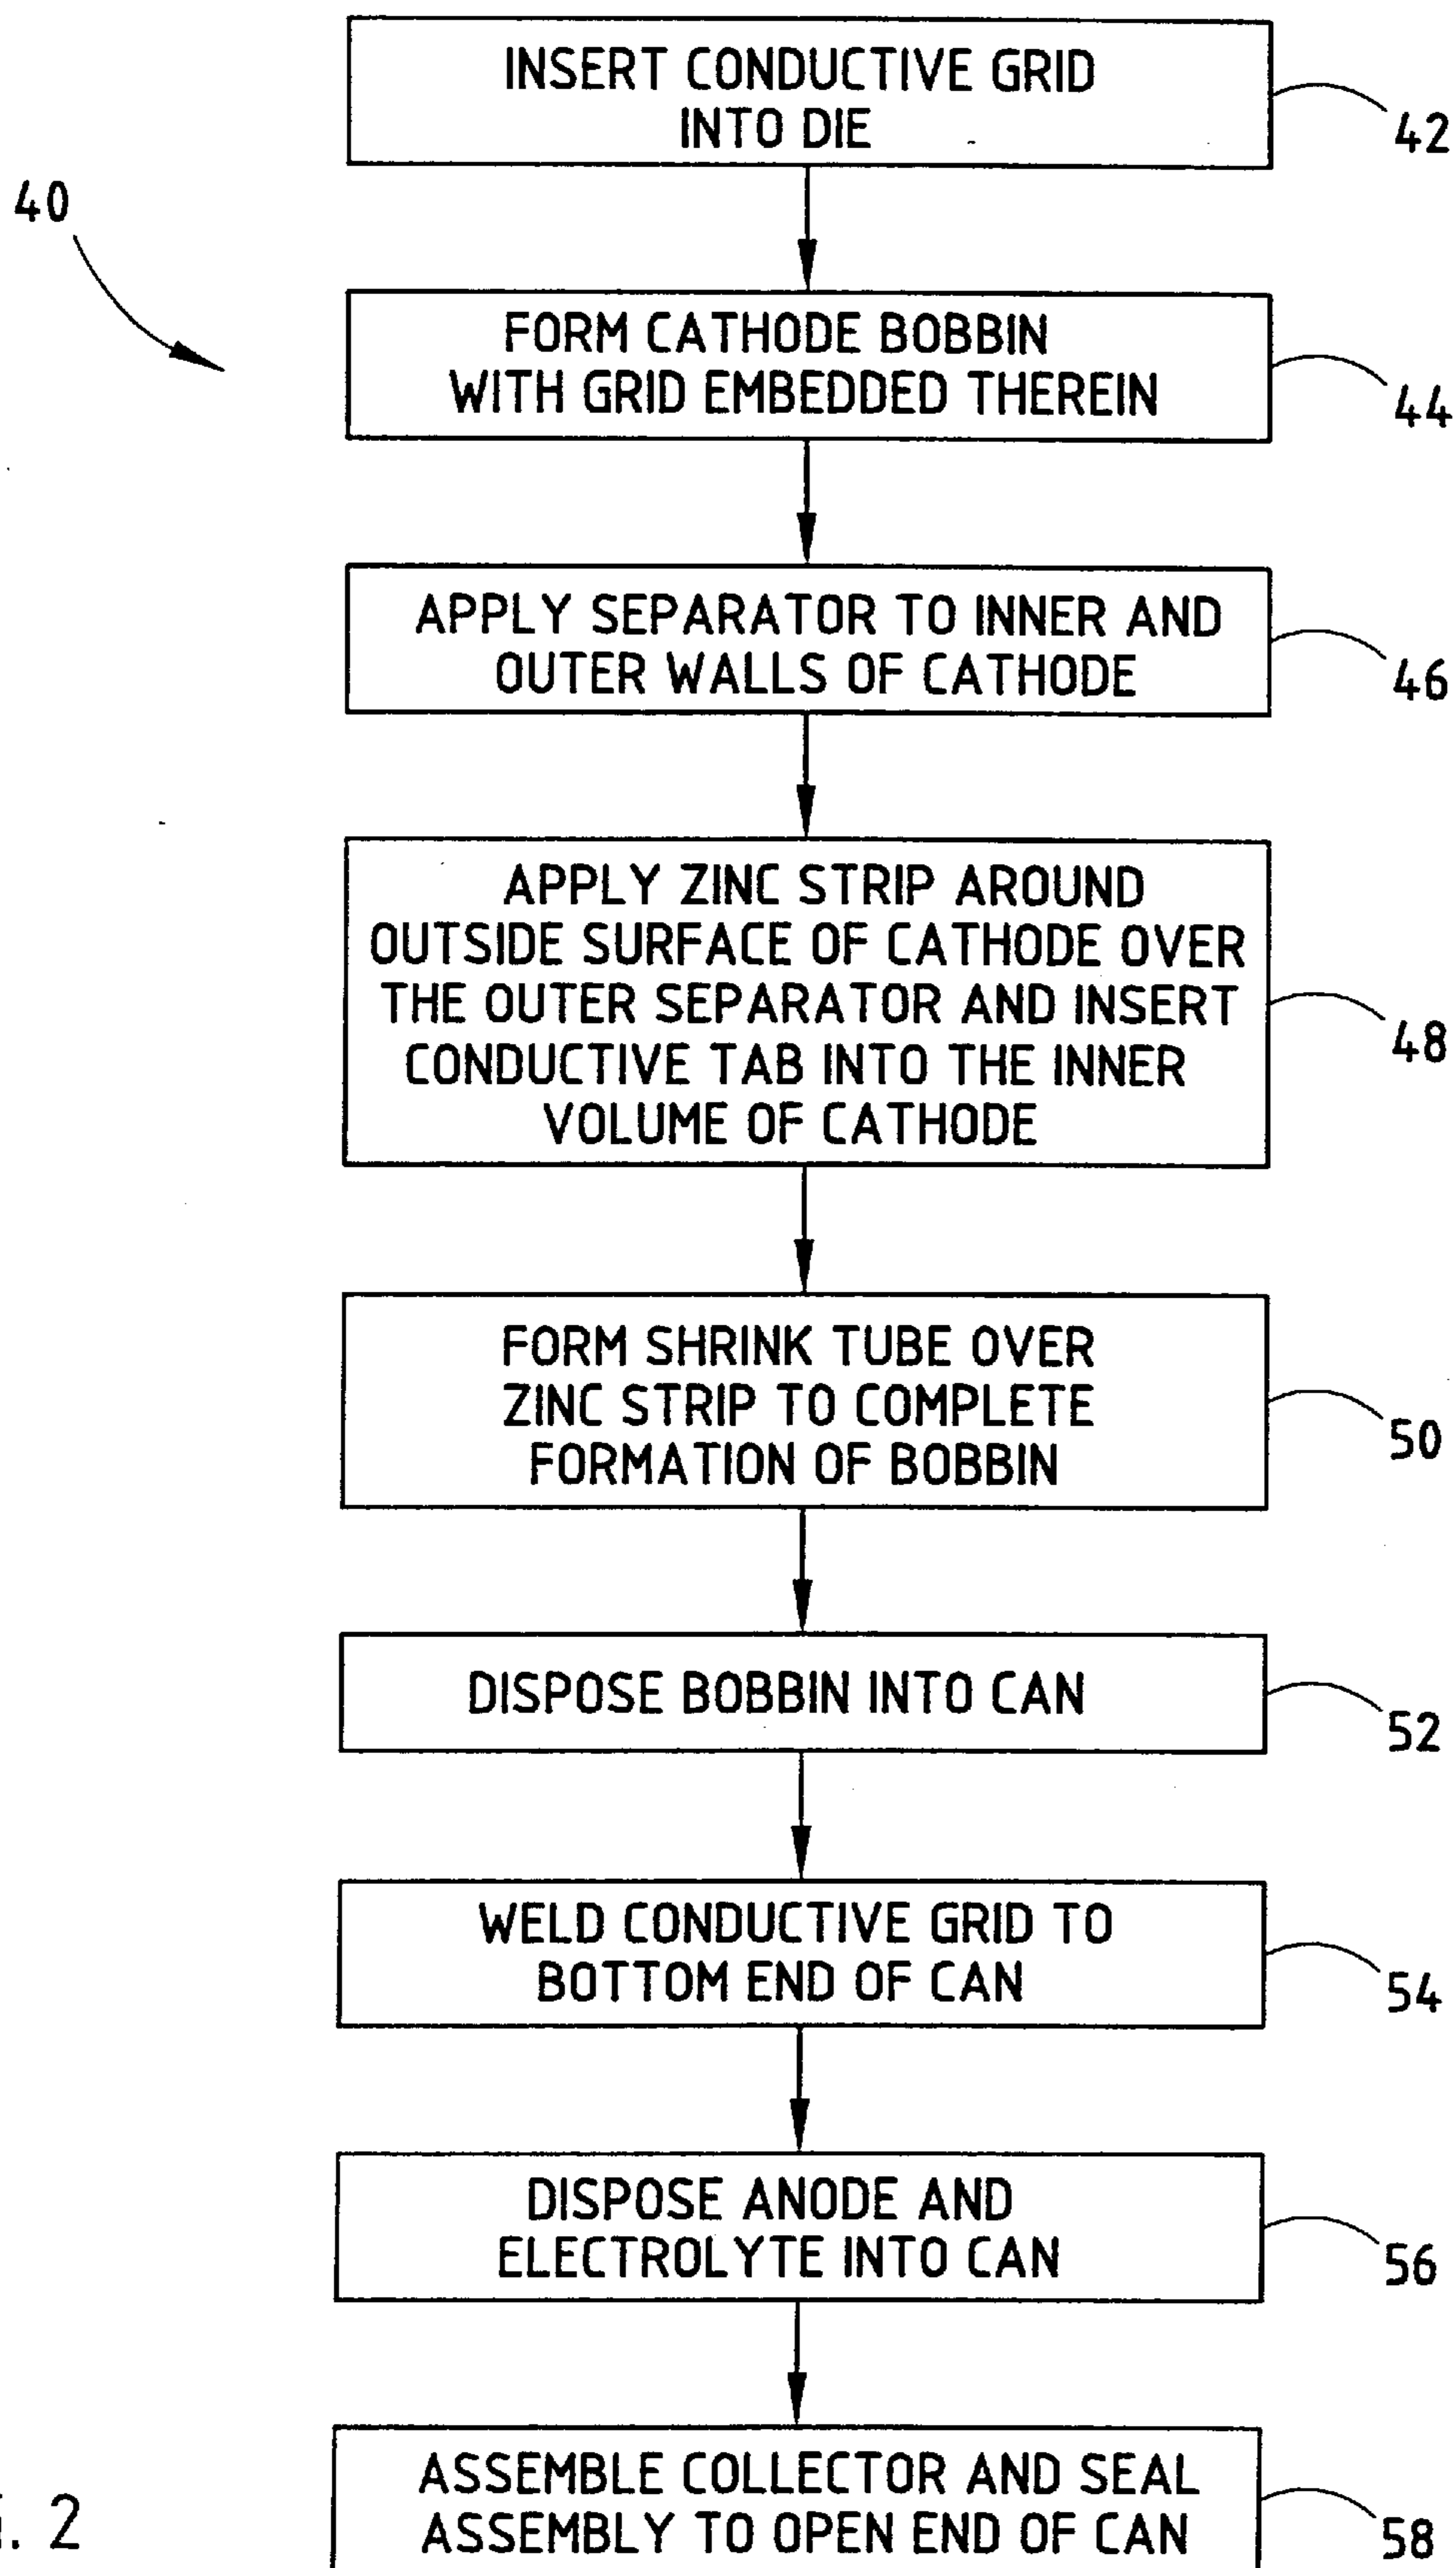 INSERT CONDUCTIVE GRID
INTO DIE
42
40
FORM CATHODE BOBBIN
WITH GRID EMBEDDED THEREIN
44
APPLY SEPARATOR TO INNER AND
OUTER WALLS OF CATHODE
46
APPLY ZINC STRIP AROUND
OUTSIDE SURFACE OF CATHODE OVER
THE OUTER SEPARATOR AND INSERT
CONDUCTIVE TAB INTO THE INNER
VOLUME OF CATHODE
48
FORM SHRINK TUBE OVER
ZINC STRIP TO COMPLETE
FORMATION OF BOBBIN
50
DISPOSE BOBBIN INTO CAN
52
WELD CONDUCTIVE GRID TO
BOTTOM END OF CAN
54
DISPOSE ANODE AND
ELECTROLYTE INTO CAN
56
ASSEMBLE COLLECTOR AND SEAL
ASSEMBLY TO OPEN END OF CAN
58
. 2